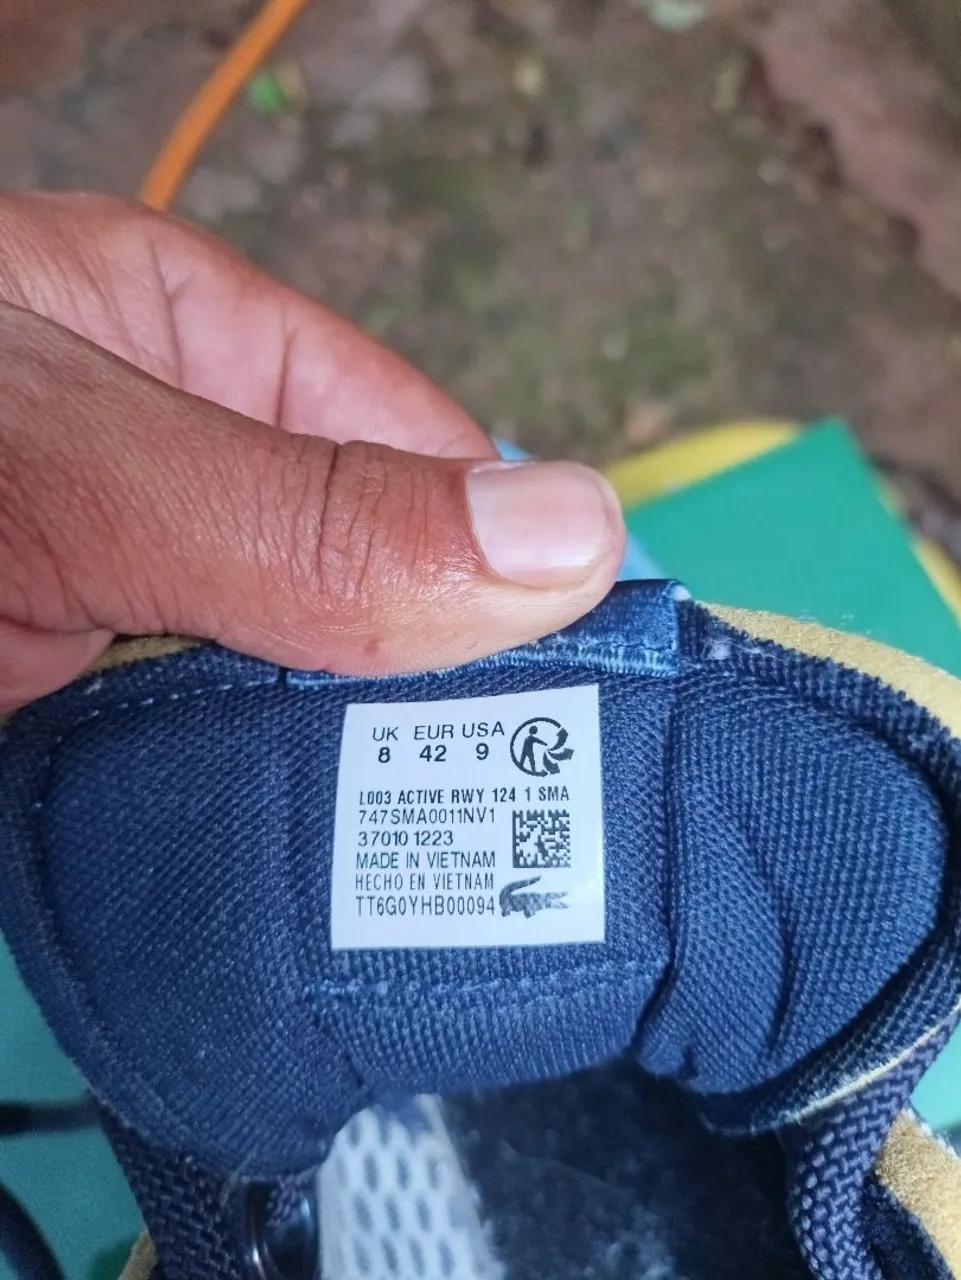 UK EUR USA
8 42 9
L003 ACTIVE RWY 124 1 SMA
747SMA0011NV1
37010 1223
MADE IN VIETNAM
HECHO EN VIETNAM
TT6G0YHB00094